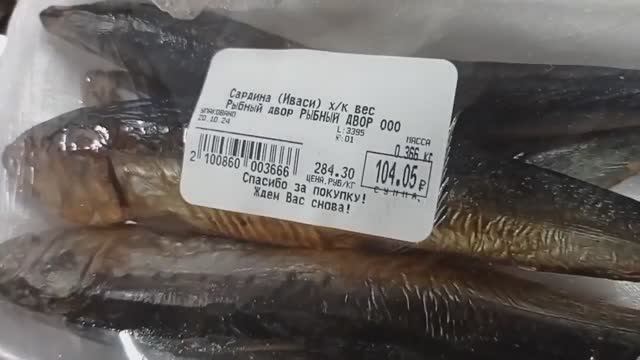 Сардина (Иваси) х/к вес
Рыбный двор РЫБНЫЙ ДВОР ООО
УПАКОВАНО
20.10.24
L:3395
МАССА
0.366 кг
2 100860 003666
284.30
ЦЕНА,РУБ/КГ
104.05₽
СУММА
Спасибо за покупку!
Ждем Вас снова!